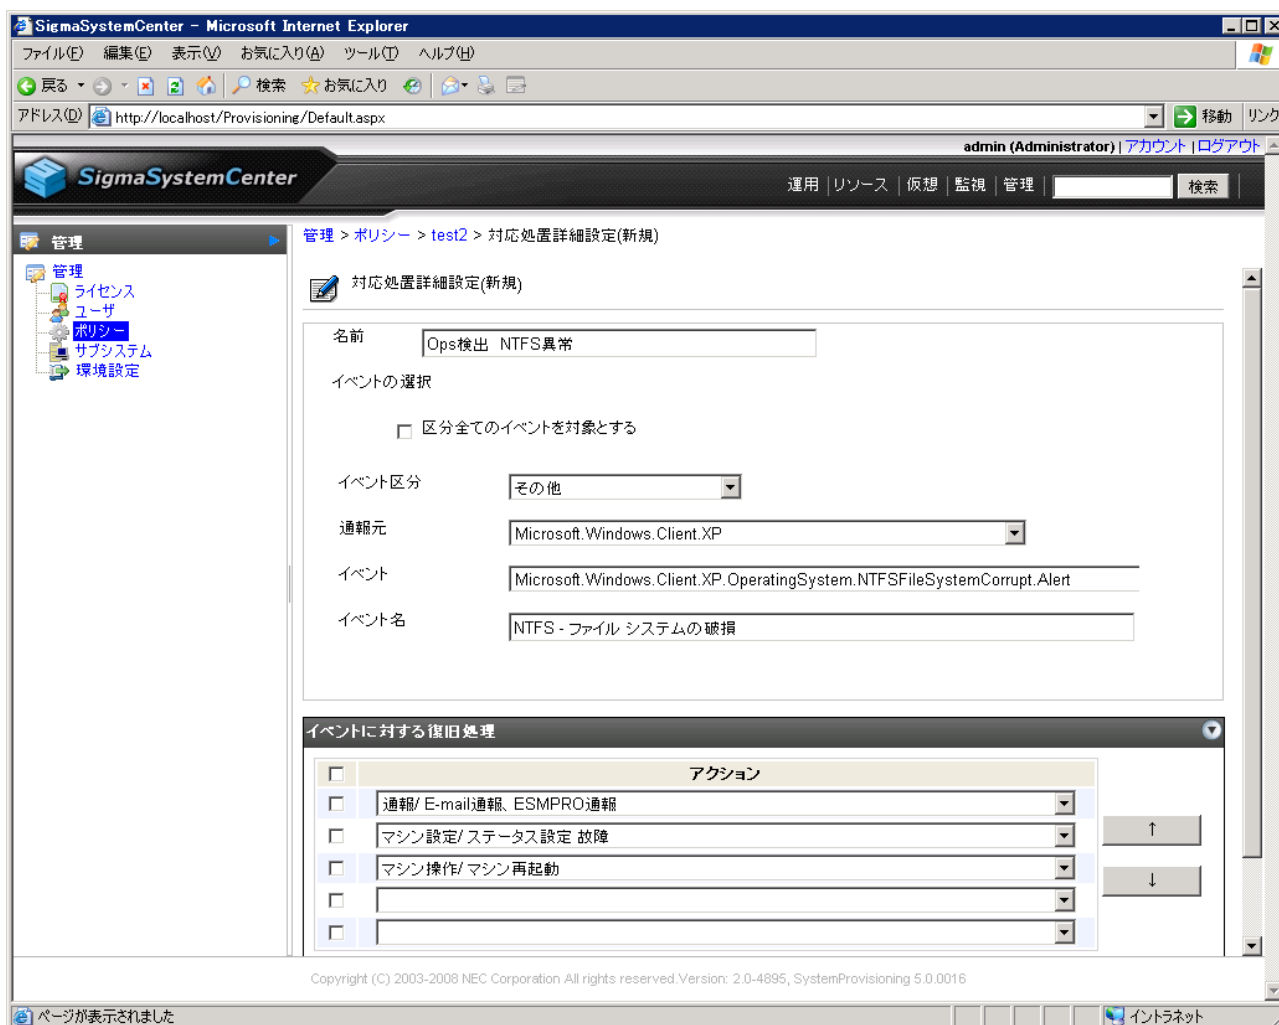 SigmaSystemCenter - Microsoft Internet Explorer
ファイル(F) 編集(E) 表示(V) お気に入り(A) ツール(T) ヘルプ(H)
戻る 検索 お気に入り
アドレス(D) http://localhost/Provisioning/Default.aspx 移動 リンク
admin (Administrator) | アカウント | ログアウト
SigmaSystemCenter
運用 | リソース | 仮想 | 監視 | 管理 | 検索
管理
管理
ライセンス
ユーザ
ポリシー
サブシステム
環境設定
管理 > ポリシー > test2 > 対応処置詳細設定(新規)
対応処置詳細設定(新規)
名前 Ops検出 NTFS異常
イベントの選択
区分全てのイベントを対象とする
イベント区分 その他
通報元 Microsoft.Windows.Client.XP
イベント Microsoft.Windows.Client.XP.OperatingSystem.NTFSFileSystemCorrupt.Alert
イベント名 NTFS - ファイル システムの破損
イベントに対する復旧処理
アクション
通報/ E-mail通報、ESMPRO通報
マシン設定/ ステータス設定 故障
マシン操作/ マシン再起動
↑
↓
Copyright (C) 2003-2008 NEC Corporation All rights reserved.Version: 2.0-4895, SystemProvisioning 5.0.0016
ページが表示されました イントラネット